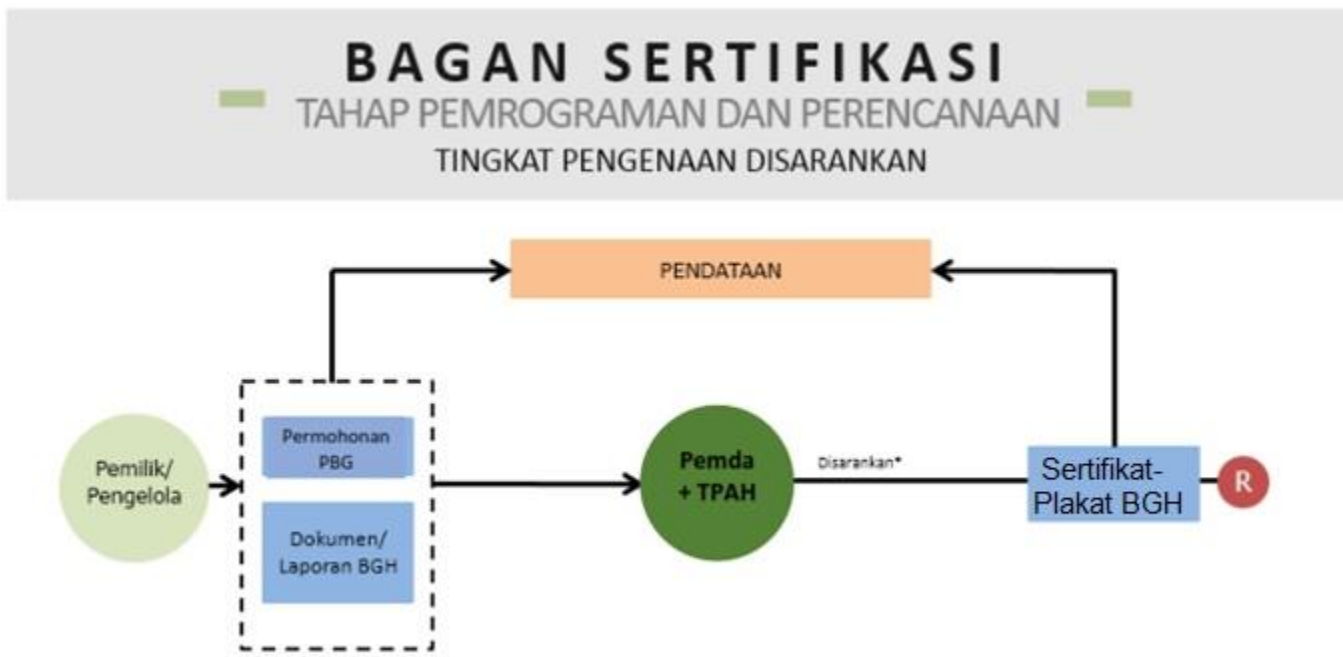 BAGAN SERTIFIKASI
TAHAP PEMROGRAMAN DAN PERENCANAAN
TINGKAT PENGENAAN DISARANKAN
PENDATAAN
Pemilik/
Pengelola
Permohonan
PBG
Dokumen/
Laporan BGH
Pemda
+ TPAH
Disarankan*
Sertifikat-
Plakat BGH
R